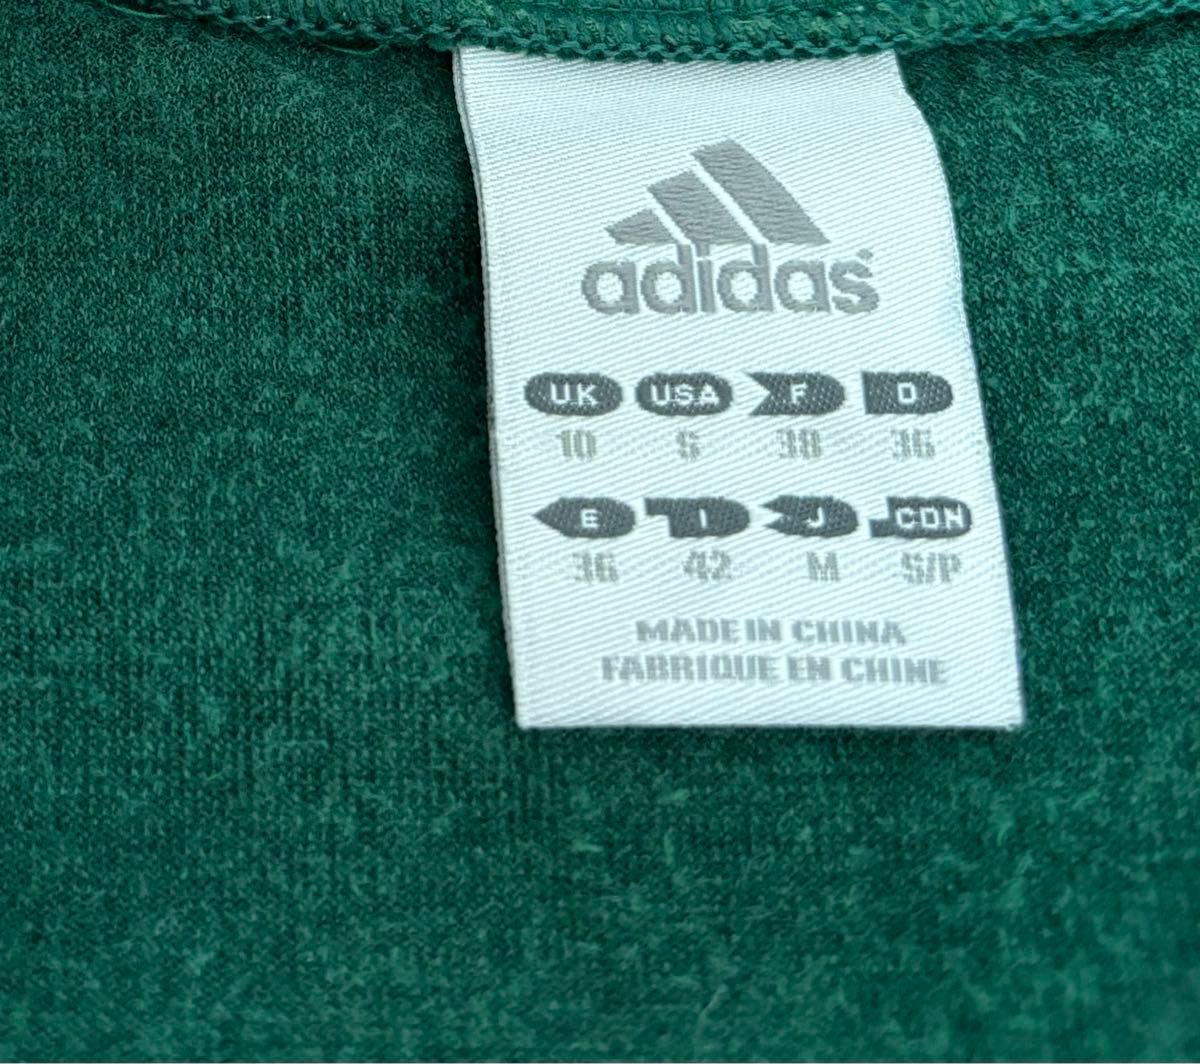 adidas
UK USA F D
10 S 38 36
E I J CDN
36 42 M S/P
MADE IN CHINA
FABRIQUE EN CHINE